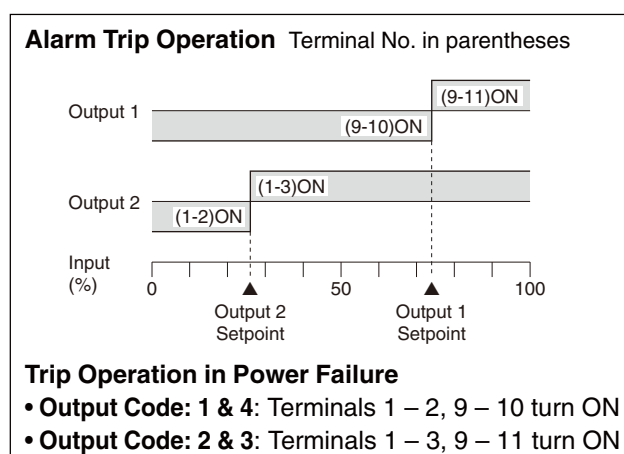 Alarm Trip Operation Terminal No. in parentheses
Output 1
(9-11)ON
(9-10)ON
Output 2
(1-3)ON
(1-2)ON
Input
(%)
0
50
100
Output 2
Setpoint
Output 1
Setpoint
Trip Operation in Power Failure
• Output Code: 1 & 4: Terminals 1 – 2, 9 – 10 turn ON
• Output Code: 2 & 3: Terminals 1 – 3, 9 – 11 turn ON